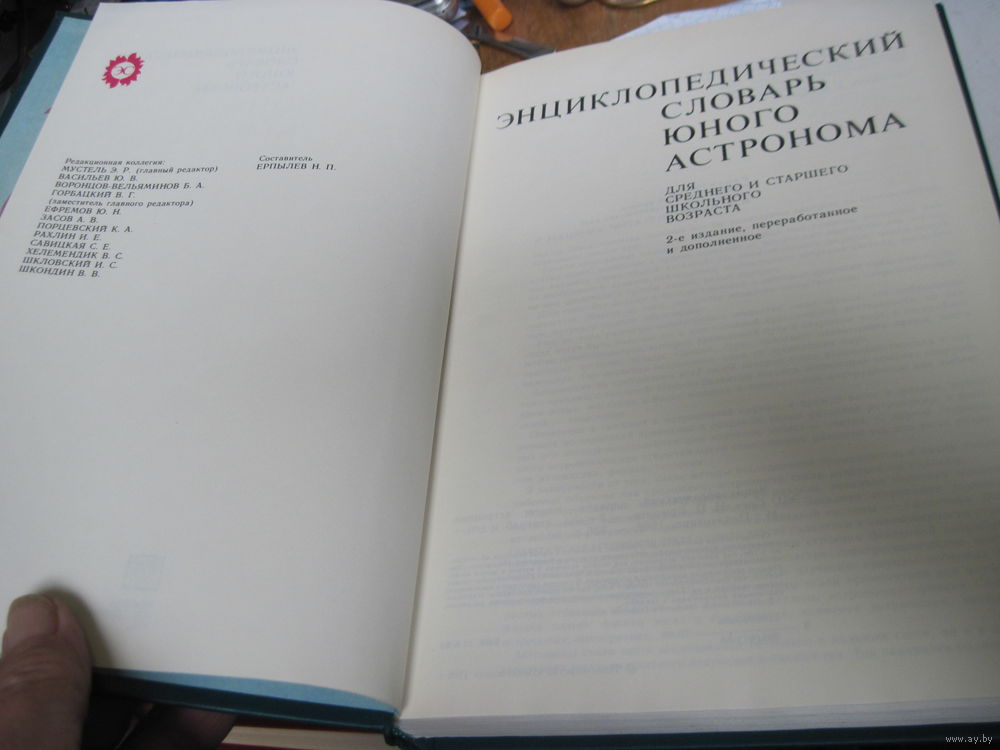 Редакционная коллегия:
МУСТЕЛЬ Э. Р. (главный редактор)
ВАСИЛЬЕВ Ю. В.
ВОРОНЦОВ-ВЕЛЬЯМИНОВ Б. А.
ГОРБАЦКИЙ В. Г.
(заместитель главного редактора)
ЕФРЕМОВ Ю. Н.
ЗАСОВ А. В.
ПОРЦЕВСКИЙ К. А.
РАХЛИН И. Е.
САВИЦКАЯ С. Е.
ХЕЛЕМЕНДИК В. С.
ШКЛОВСКИЙ И. С.
ШКОНДИН В. В.
Составитель
ЕРПЫЛЕВ Н. П.
ЭНЦИКЛОПЕДИЧЕСКИЙ
СЛОВАРЬ
ЮНОГО
АСТРОНОМА
ДЛЯ
СРЕДНЕГО И СТАРШЕГО
ШКОЛЬНОГО
ВОЗРАСТА
2-е издание, переработанное
и дополненное
www.ay.by